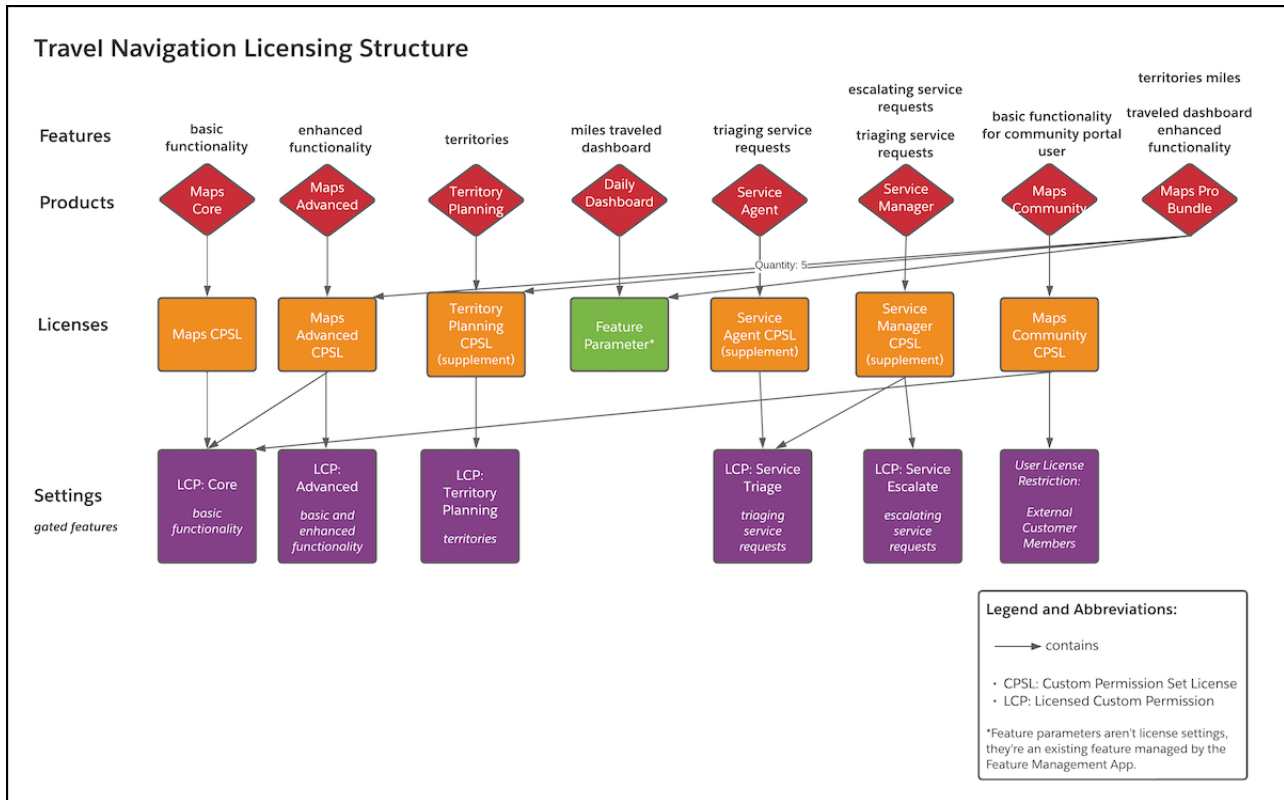 Travel Navigation Licensing Structure
Features
basic
functionality
enhanced
functionality
territories
miles traveled
dashboard
triaging service
requests
escalating service
requests
triaging service
requests
basic functionality
for community portal
user
territories miles
traveled dashboard
enhanced
functionality
Products
Maps
Core
Maps
Advanced
Territory
Planning
Daily
Dashboard
Service
Agent
Service
Manager
Maps
Community
Maps Pro
Bundle
Quantity: 5
Licenses
Maps CPSL
Maps
Advanced
CPSL
Territory
Planning
CPSL
(supplement)
Feature
Parameter*
Service
Agent CPSL
(supplement)
Service
Manager
CPSL
(supplement)
Maps
Community
CPSL
Settings
gated features
LCP: Core
basic
functionality
LCP:
Advanced
basic and
enhanced
functionality
LCP:
Territory
Planning
territories
LCP: Service
Triage
triaging
service
requests
LCP: Service
Escalate
escalating
service
requests
User License
Restriction:
External
Customer
Members
Legend and Abbreviations:
contains
• CPSL: Custom Permission Set License
• LCP: Licensed Custom Permission
*Feature parameters aren't license settings,
they're an existing feature managed by the
Feature Management App.